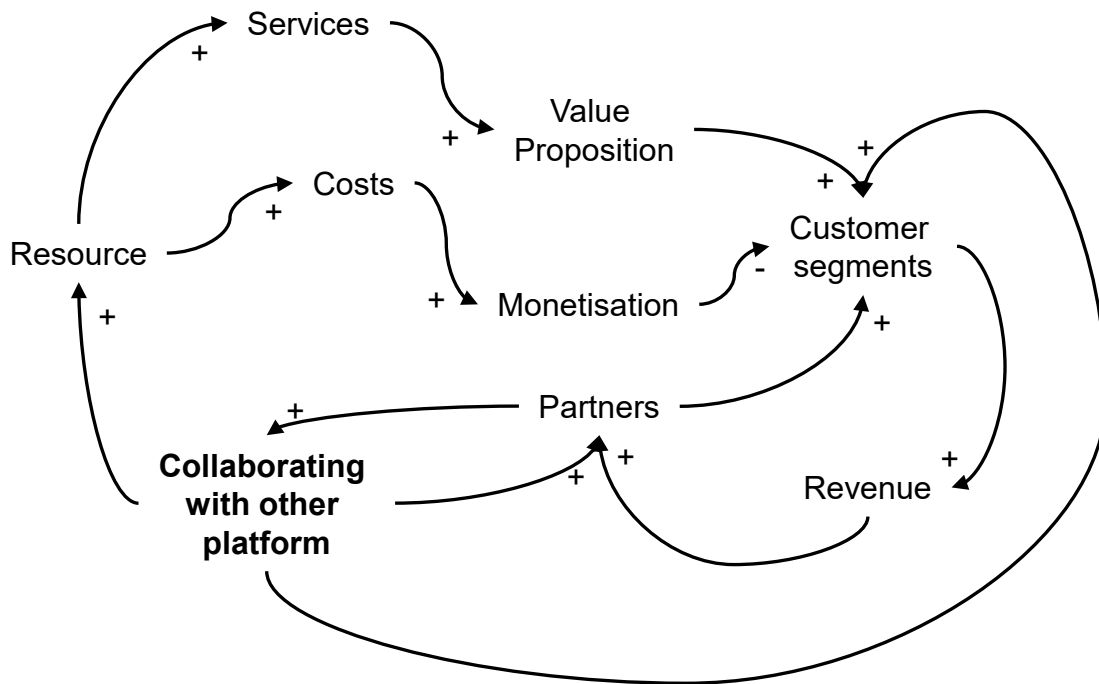 Services
+
Value
Proposition
+
+
+
Costs
+
Resource
Customer
segments
+
+
Monetisation
-
+
Partners
+
+
+
+
Collaborating
with other
platform
Revenue